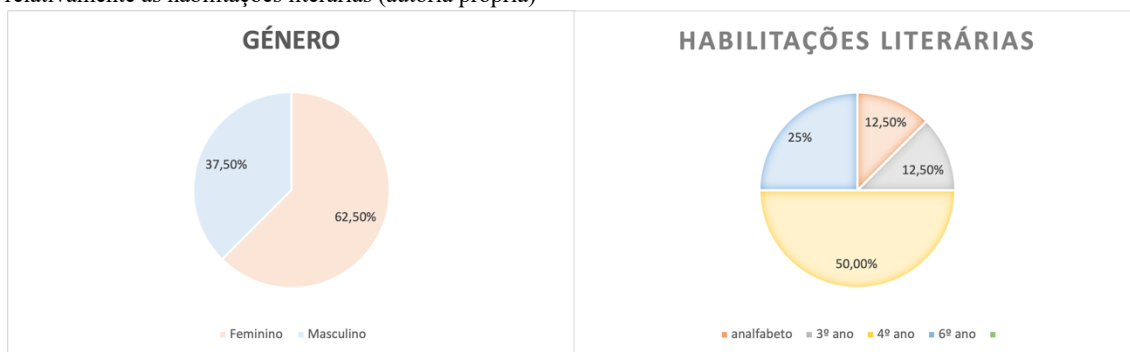 relativamente às habilitações literárias (autoria própria)
GÉNERO
37,50%
62,50%
Feminino Masculino
HABILITAÇÕES LITERÁRIAS
12,50%
25%
12,50%
50,00%
analfabeto 3º ano 4º ano 6º ano